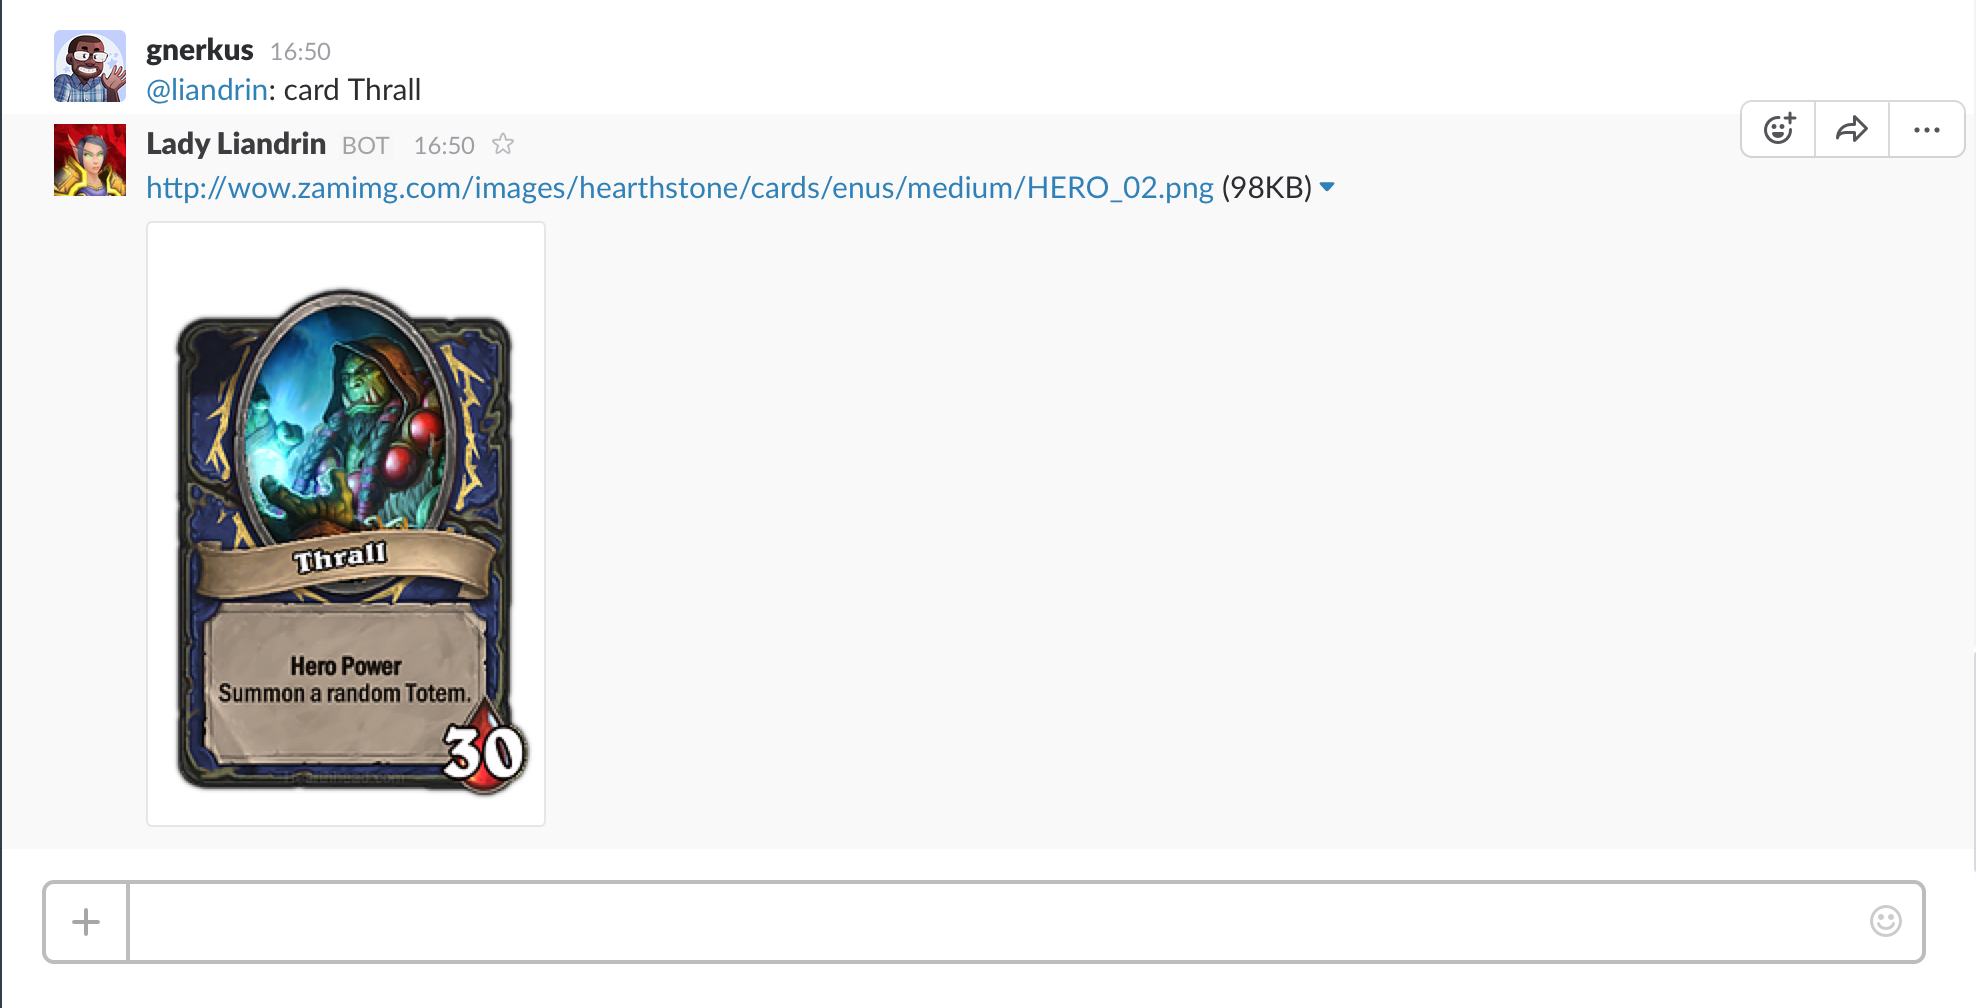 gnerkus 16:50
@liandrin: card Thrall
Lady Liandrin BOT 16:50
http://wow.zamimg.com/images/hearthstone/cards/enus/medium/HERO_02.png (98KB)
Thrall
Hero Power
Summon a random Totem.
30